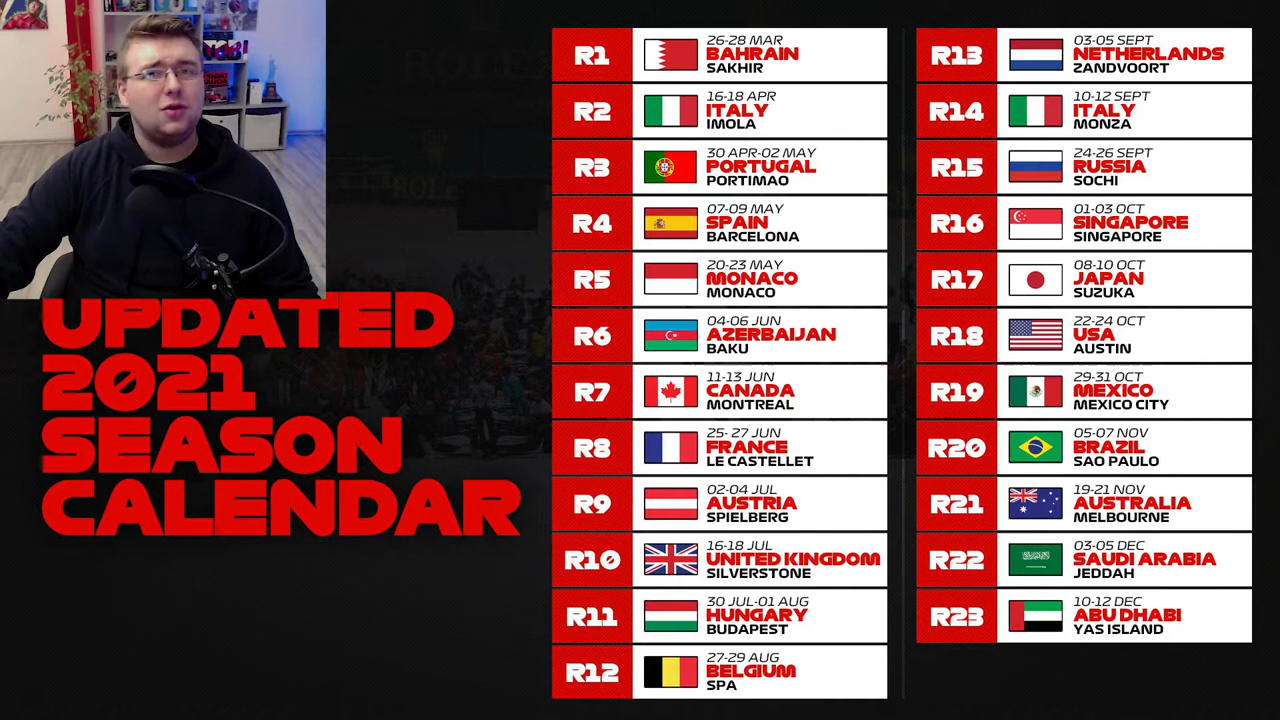 UPDATED
2021
SEASON
CALENDAR
R1
26-28 MAR
BAHRAIN
SAKHIR
R2
16-18 APR
ITALY
IMOLA
R3
30 APR-02 MAY
PORTUGAL
PORTIMAO
R4
07-09 MAY
SPAIN
BARCELONA
R5
20-23 MAY
MONACO
MONACO
R6
04-06 JUN
AZERBAIJAN
BAKU
R7
11-13 JUN
CANADA
MONTREAL
R8
25- 27 JUN
FRANCE
LE CASTELLET
R9
02-04 JUL
AUSTRIA
SPIELBERG
R10
16-18 JUL
UNITED KINGDOM
SILVERSTONE
R11
30 JUL-01 AUG
HUNGARY
BUDAPEST
R12
27-29 AUG
BELGIUM
SPA
R13
03-05 SEPT
NETHERLANDS
ZANDVOORT
R14
10-12 SEPT
ITALY
MONZA
R15
24-26 SEPT
RUSSIA
SOCHI
R16
01-03 OCT
SINGAPORE
SINGAPORE
R17
08-10 OCT
JAPAN
SUZUKA
R18
22-24 OCT
USA
AUSTIN
R19
29-31 OCT
MEXICO
MEXICO CITY
R20
05-07 NOV
BRAZIL
SAO PAULO
R21
19-21 NOV
AUSTRALIA
MELBOURNE
R22
03-05 DEC
SAUDI ARABIA
JEDDAH
R23
10-12 DEC
ABU DHABI
YAS ISLAND